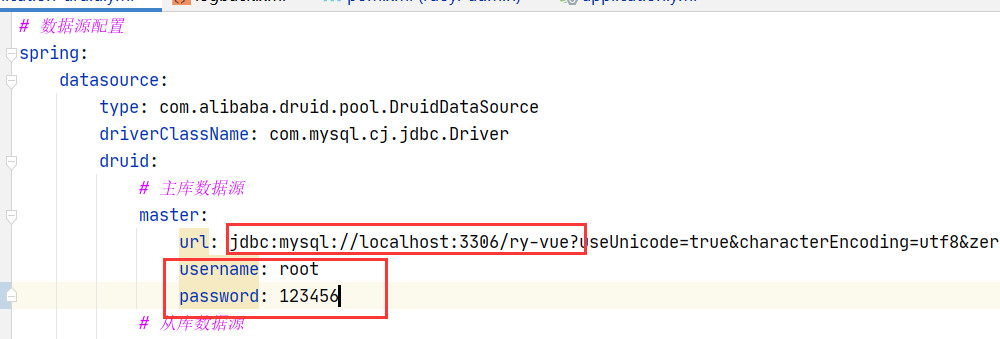 # 数据源配置
spring:
datasource:
type: com.alibaba.druid.pool.DruidDataSource
driverClassName: com.mysql.cj.jdbc.Driver
druid:
# 主库数据源
master:
url: jdbc:mysql://localhost:3306/ry-vue?useUnicode=true&characterEncoding=utf8&zer
username: root
password: 123456
# 从库数据源